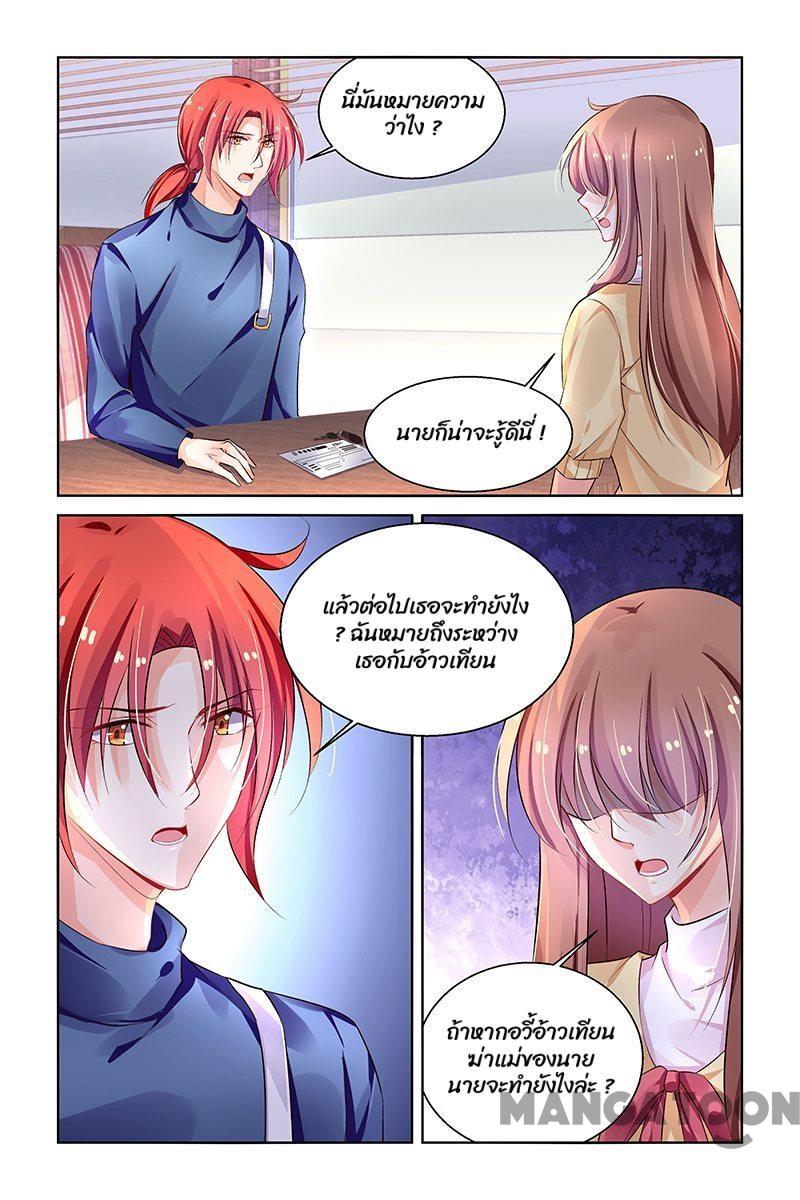 นี่มันหมายความ
ว่าไง ?
นายก็น่าจะรู้ดีนี่ !
แล้วต่อไปเธอจะทำยังไง
? ฉันหมายถึงระหว่าง
เธอกับอ้าวเทียน
ถ้าหากอวี้อ้าวเทียน
ฆ่าแม่ของนาย
นายจะทำยังไงล่ะ ?
MANGATOON